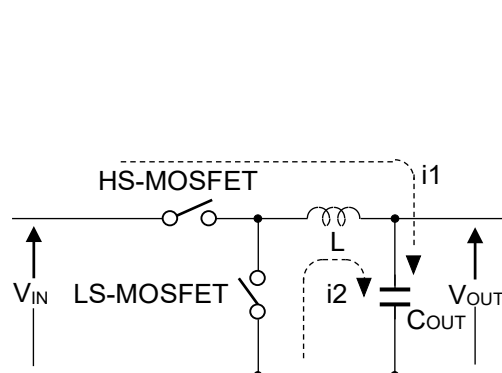 i1
HS-MOSFET
L
VIN
LS-MOSFET
i2
COUT
VOUT